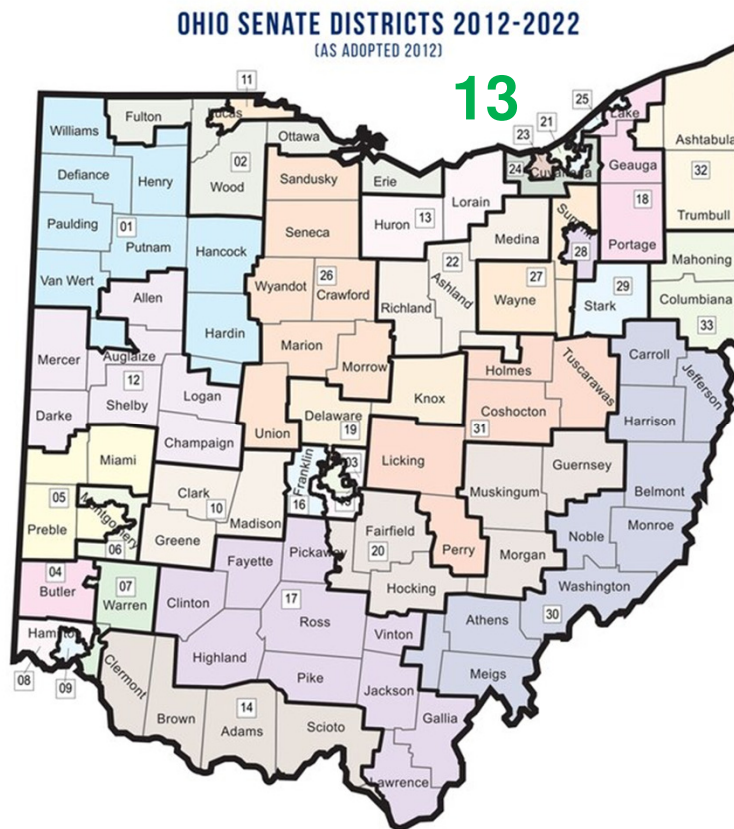 OHIO SENATE DISTRICTS 2012-2022
(AS ADOPTED 2012)
13
11
25
Lake
21
23
Williams
Fulton
Lucas
Ottawa
Ashtabula
24
Cuyahoga
Defiance
Henry
02
Wood
Sandusky
Erie
Geauga
32
Lorain
Summit
18
Trumbull
Paulding
01
Putnam
Hancock
Seneca
Huron
13
Medina
28
Portage
Mahoning
Van Wert
Allen
Wyandot
26
Crawford
Richland
22
Ashland
27
Wayne
29
Stark
Columbiana
33
Mercer
Auglaize
Hardin
Marion
Morrow
Holmes
Tuscarawas
Carroll
Jefferson
12
Shelby
Logan
Knox
Coshocton
Harrison
Darke
Union
Delaware
19
31
Champaign
Miami
Licking
Franklin
03
Guernsey
Belmont
05
Montgomery
Clark
10
Madison
16
15
Muskingum
Preble
Greene
Fairfield
20
Perry
Noble
Monroe
06
Fayette
Pickaway
Morgan
04
Butler
07
Warren
Clinton
17
Hocking
Washington
Ross
Athens
30
Hamilton
Vinton
Highland
08
09
Clermont
Pike
Jackson
Meigs
Brown
14
Adams
Scioto
Gallia
Lawrence